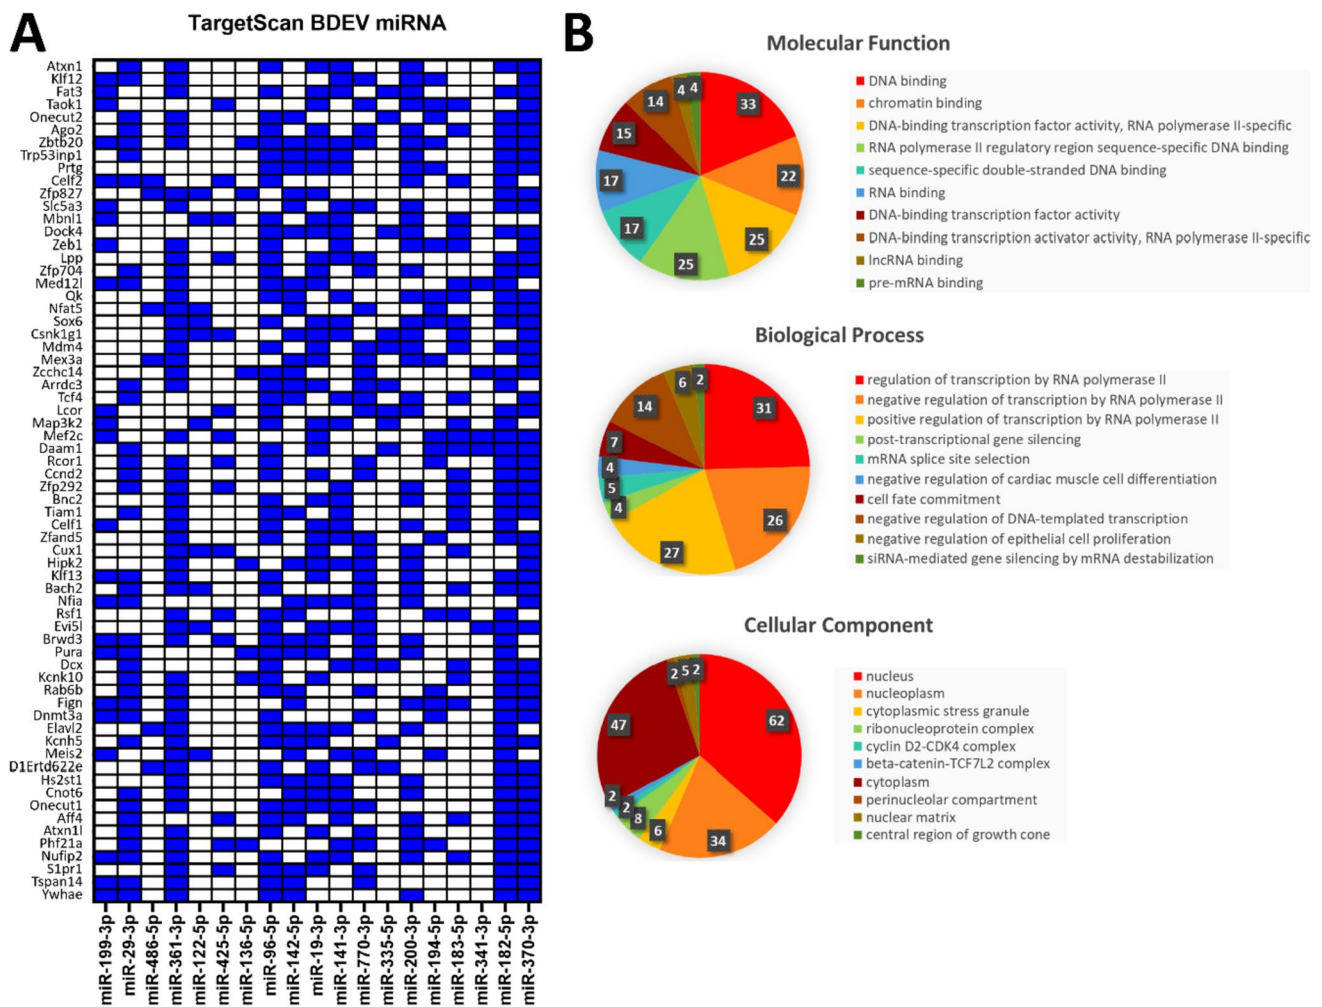 A
TargetScan BDEV miRNA
Atxn1
Klf12
Fat3
Taok1
Onecut2
Ago2
Zbtb20
Trp53inp1
Prtg
Celf2
Zfp827
Slc5a3
Mbnl1
Dock4
Zeb1
Lpp
Zfp704
Med12l
Qk
Nfat5
Sox6
Csnk1g1
Mdm4
Mex3a
Zcchc14
Arrdc3
Tcf4
Lcor
Map3k2
Mef2c
Daam1
Rcor1
Ccnd2
Zfp292
Bnc2
Tiam1
Celf1
Zfand5
Cux1
Hipk2
Klf13
Bach2
Nfia
Rsf1
Evi5l
Brwd3
Pura
Dcx
Kcnk10
Rab6b
Fign
Dnmt3a
Elavl2
Kcnh5
Meis2
D1Ertd622e
Hs2st1
Cnot6
Onecut1
Aff4
Atxn1l
Phf21a
Nufip2
S1pr1
Tspan14
Ywhae
miR-199-3p
miR-29-3p
miR-486-5p
miR-361-3p
miR-122-5p
miR-425-5p
miR-136-5p
miR-96-5p
miR-142-5p
miR-19-3p
miR-141-3p
miR-770-3p
miR-335-5p
miR-200-3p
miR-194-5p
miR-183-5p
miR-341-3p
miR-182-5p
miR-370-3p
B
Molecular Function
33
22
25
25
17
17
15
14
4
4
DNA binding
chromatin binding
DNA-binding transcription factor activity, RNA polymerase II-specific
RNA polymerase II regulatory region sequence-specific DNA binding
sequence-specific double-stranded DNA binding
RNA binding
DNA-binding transcription factor activity
DNA-binding transcription activator activity, RNA polymerase II-specific
lncRNA binding
pre-mRNA binding
Biological Process
31
26
27
4
5
4
7
14
6
2
regulation of transcription by RNA polymerase II
negative regulation of transcription by RNA polymerase II
positive regulation of transcription by RNA polymerase II
post-transcriptional gene silencing
mRNA splice site selection
negative regulation of cardiac muscle cell differentiation
cell fate commitment
negative regulation of DNA-templated transcription
negative regulation of epithelial cell proliferation
siRNA-mediated gene silencing by mRNA destabilization
Cellular Component
62
34
6
8
2
2
47
2
5
2
nucleus
nucleoplasm
cytoplasmic stress granule
ribonucleoprotein complex
cyclin D2-CDK4 complex
beta-catenin-TCF7L2 complex
cytoplasm
perinucleolar compartment
nuclear matrix
central region of growth cone